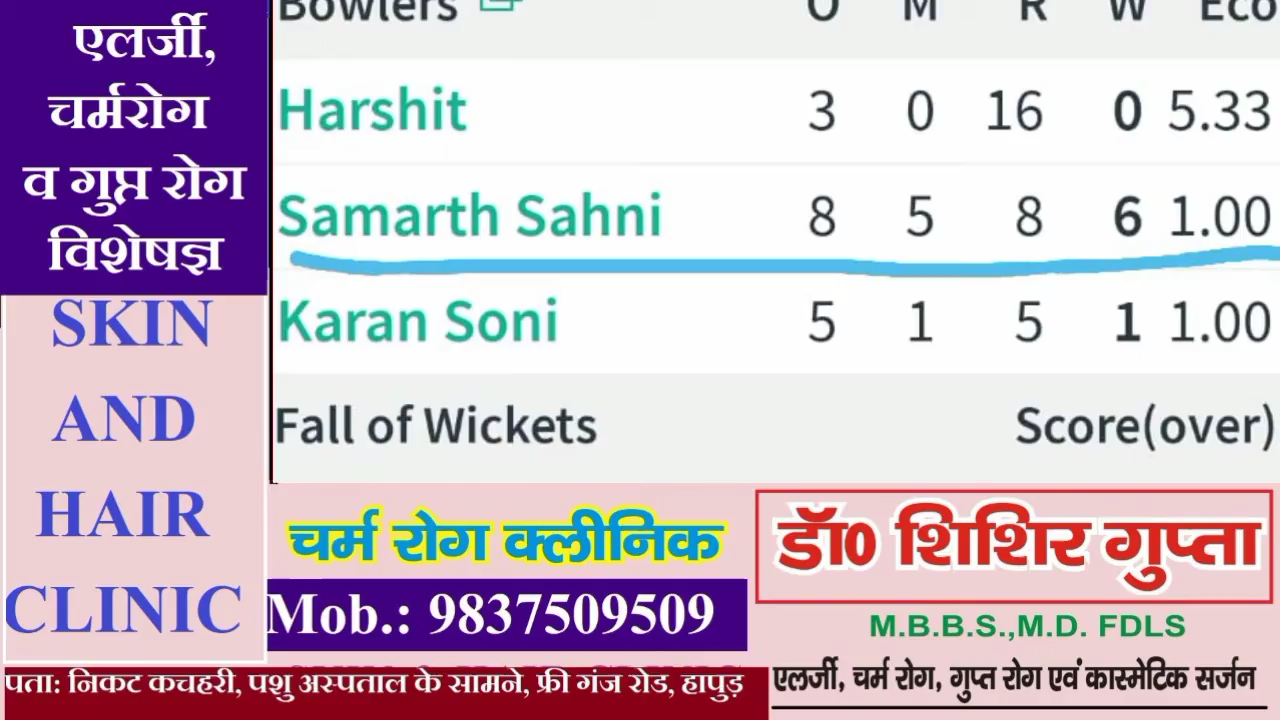 एलर्जी,
चर्मरोग
व गुप्त रोग
विशेषज्ञ
SKIN
AND
HAIR
CLINIC
Bowlers O M R W Eco
Harshit 3 0 16 0 5.33
Samarth Sahni 8 5 8 6 1.00
Karan Soni 5 1 5 1 1.00
Fall of Wickets Score(over)
चर्म रोग क्लीनिक
Mob.: 9837509509
डॉ0 शिशिर गुप्ता
M.B.B.S.,M.D. FDLS
एलर्जी, चर्म रोग, गुप्त रोग एवं कास्मेटिक सर्जन
पता: निकट कचहरी, पशु अस्पताल के सामने, फ्री गंज रोड, हापुड़